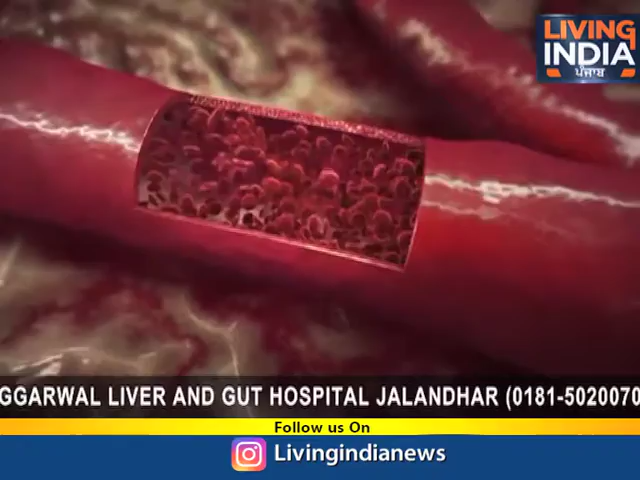 LIVING
INDIA
ਪੰਜਾਬ
GGARWAL LIVER AND GUT HOSPITAL JALANDHAR (0181-5020070
Follow us On
Livingindianews